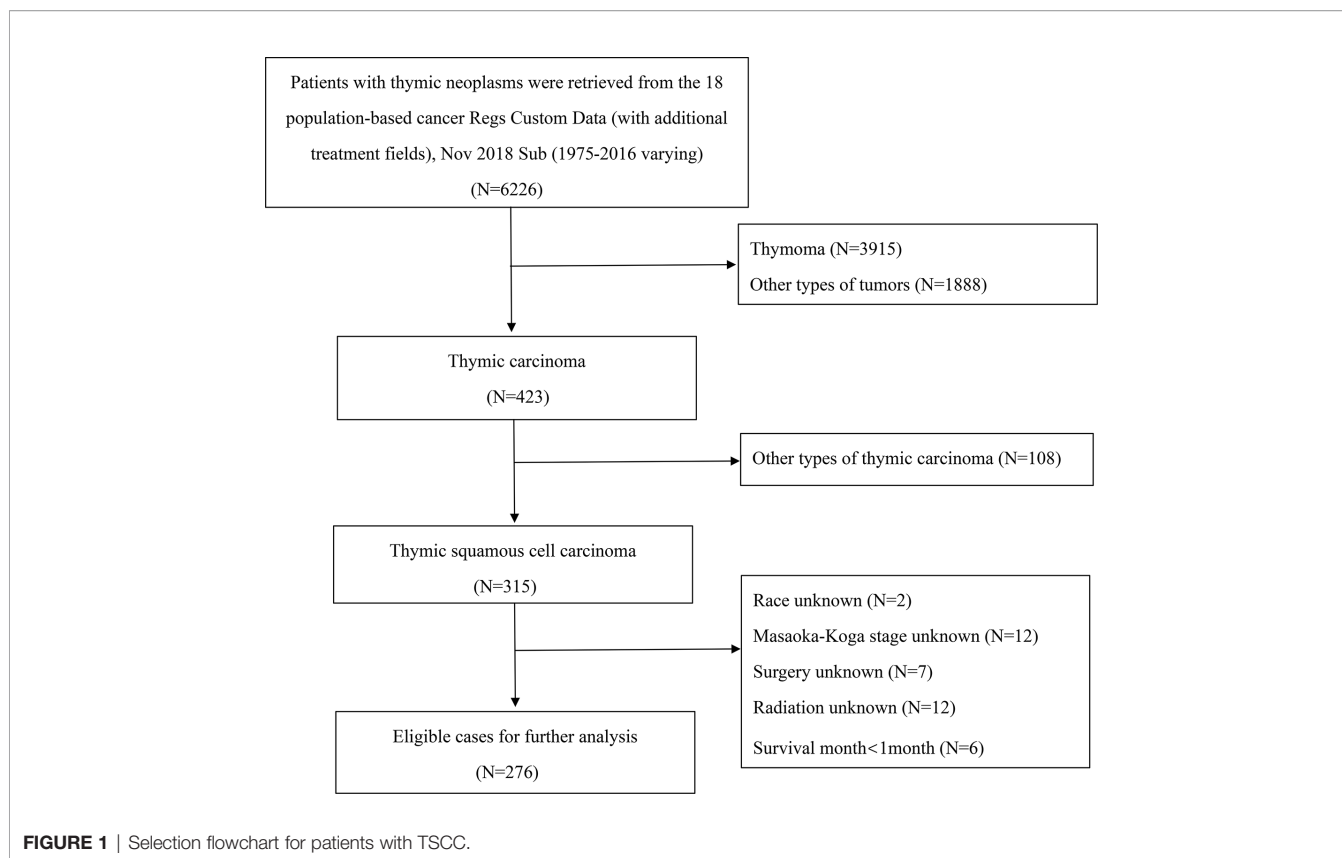 Patients with thymic neoplasms were retrieved from the 18
population-based cancer Regs Custom Data (with additional
treatment fields), Nov 2018 Sub (1975-2016 varying)
(N=6226)
Thymoma (N=3915)
Other types of tumors (N=1888)
Thymic carcinoma
(N=423)
Other types of thymic carcinoma (N=108)
Thymic squamous cell carcinoma
(N=315)
Race unknown (N=2)
Masaoka-Koga stage unknown (N=12)
Surgery unknown (N=7)
Radiation unknown (N=12)
Survival month<1month (N=6)
Eligible cases for further analysis
(N=276)
FIGURE 1 | Selection flowchart for patients with TSCC.